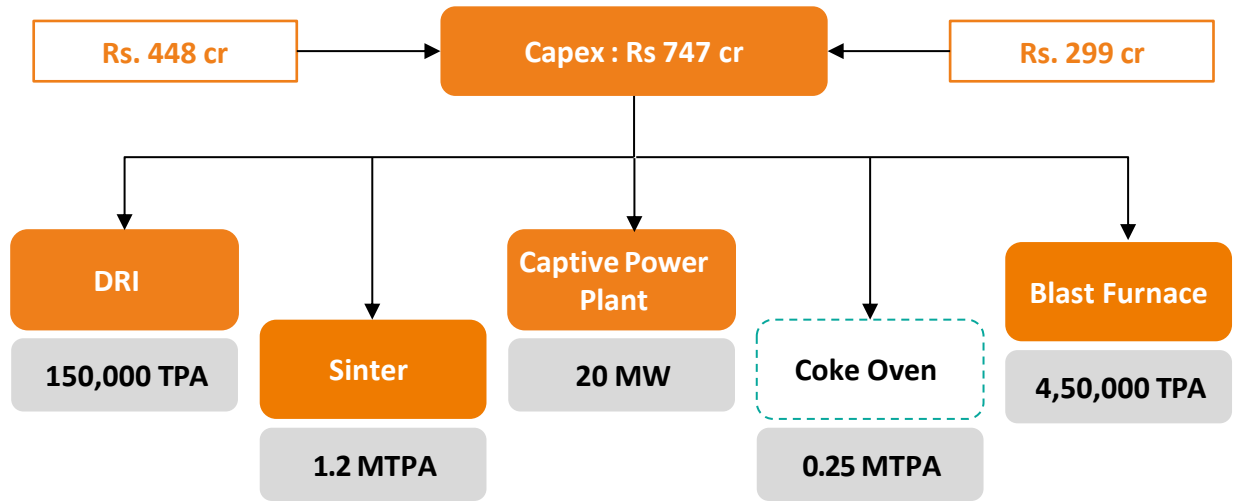 Rs. 448 cr
Capex : Rs 747 cr
Rs. 299 cr
DRI
150,000 TPA
Sinter
1.2 MTPA
Captive Power
Plant
20 MW
Coke Oven
0.25 MTPA
Blast Furnace
4,50,000 TPA